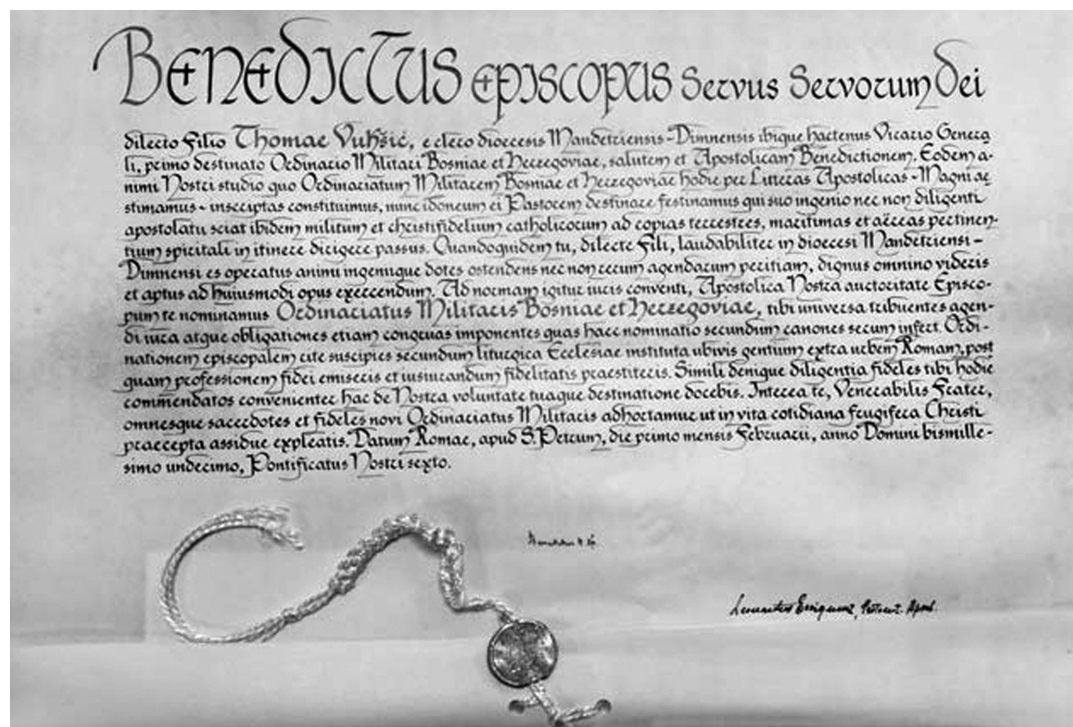 Benedictus Episcopus Servus Servorum Dei
dilecto Filio Thomae Vukšić, e clero dioecesis Mandetriensis-Dimnensis ibique hactenus Vicario Genera
li, primo destinato Ordinario Militari Bosniae et Herzegoviae, salutem et Apostolicam Benedictionem. Eodem a-
nimi Nostri studio quo Ordinariatum Militarem Bosniae et Herzegoviae hodie per Litteras Apostolicas - Magni ae
stimamus - inscriptas constituimus, nunc idoneum ei Pastorem destinare festinamus qui suo ingenio nec non diligenti
apostolatu sciat ibidem militum et christifidelium catholicorum ad copias terrestres, maritimas et aëreas pertinen-
tium spiritali in itinere dirigere passus. Quandoquidem tu, dilecte Fili, laudabiliter in dioecesi Mandetriensi-
Dimnensi es operatus animi ingeniique dotes ostendens nec non rerum agendarum peritiam, dignus omnino videris
et aptus ad huiusmodi opus exercendum. Ad normam igitur iuris conventi, Apostolica Nostra auctoritate Episco-
pum te nominamus Ordinariatus Militaris Bosniae et Herzegoviae, tibi universa tribuentes agen-
di iura atque obligationes etiam congruas imponentes quas haec nominatio secundum canones secum infert. Ordi-
nationem episcopalem rite suscipies secundum liturgica Ecclesiae instituta ubivis gentium extra urbem Romam, post
quam professionem fidei emiseris et iusiurandum fidelitatis praestiteris. Simili denique diligentia fideles tibi hodie
commendatos convenienter hac de Nostra voluntate tuaque destinatione docebis. Interea te, Venerabilis Frater,
omnesque sacerdotes et fideles novi Ordinariatus Militaris adhortamur ut in vita cotidiana frugifera Christi
praecepta assidue expleatis. Datum Romae, apud S. Petrum, die primo mensis Februarii, anno Domini bismille-
simo undecimo, Pontificatus Nostri sexto.